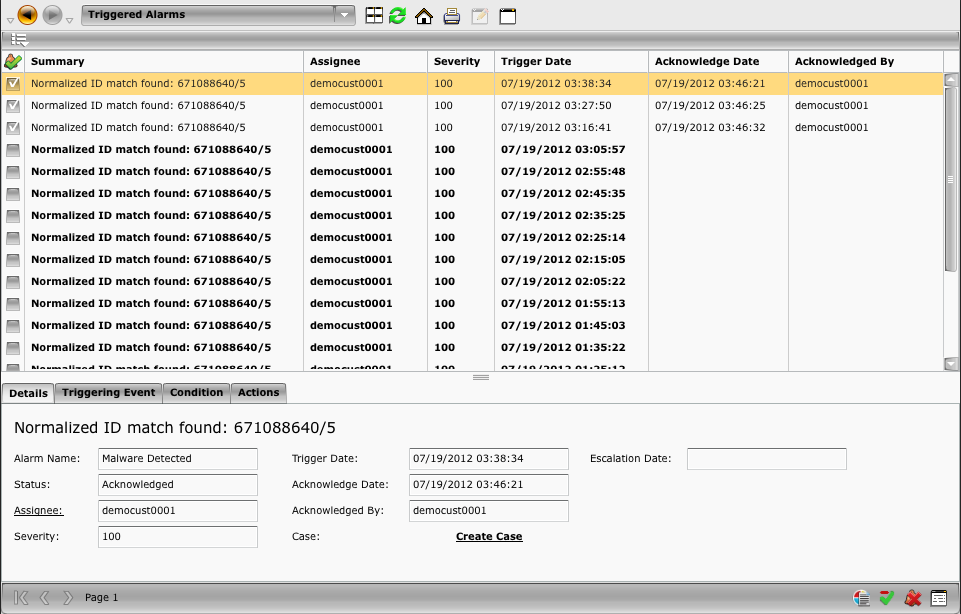 Triggered Alarms
Summary Assignee Severity Trigger Date Acknowledge Date Acknowledged By
Normalized ID match found: 671088640/5 democust0001 100 07/19/2012 03:38:34 07/19/2012 03:46:21 democust0001
Normalized ID match found: 671088640/5 democust0001 100 07/19/2012 03:27:50 07/19/2012 03:46:25 democust0001
Normalized ID match found: 671088640/5 democust0001 100 07/19/2012 03:16:41 07/19/2012 03:46:32 democust0001
Normalized ID match found: 671088640/5 democust0001 100 07/19/2012 03:05:57
Normalized ID match found: 671088640/5 democust0001 100 07/19/2012 02:55:48
Normalized ID match found: 671088640/5 democust0001 100 07/19/2012 02:45:35
Normalized ID match found: 671088640/5 democust0001 100 07/19/2012 02:35:25
Normalized ID match found: 671088640/5 democust0001 100 07/19/2012 02:25:14
Normalized ID match found: 671088640/5 democust0001 100 07/19/2012 02:15:05
Normalized ID match found: 671088640/5 democust0001 100 07/19/2012 02:05:22
Normalized ID match found: 671088640/5 democust0001 100 07/19/2012 01:55:13
Normalized ID match found: 671088640/5 democust0001 100 07/19/2012 01:45:03
Normalized ID match found: 671088640/5 democust0001 100 07/19/2012 01:35:22
Details Triggering Event Condition Actions
Normalized ID match found: 671088640/5
Alarm Name: Malware Detected Trigger Date: 07/19/2012 03:38:34 Escalation Date:
Status: Acknowledged Acknowledge Date: 07/19/2012 03:46:21
Assignee: democust0001 Acknowledged By: democust0001
Severity: 100 Case: Create Case
Page 1